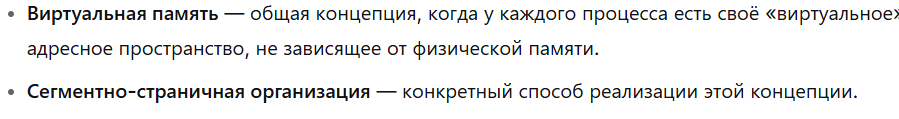 • Виртуальная память — общая концепция, когда у каждого процесса есть своё «виртуальное»
адресное пространство, не зависящее от физической памяти.
• Сегментно-страничная организация — конкретный способ реализации этой концепции.